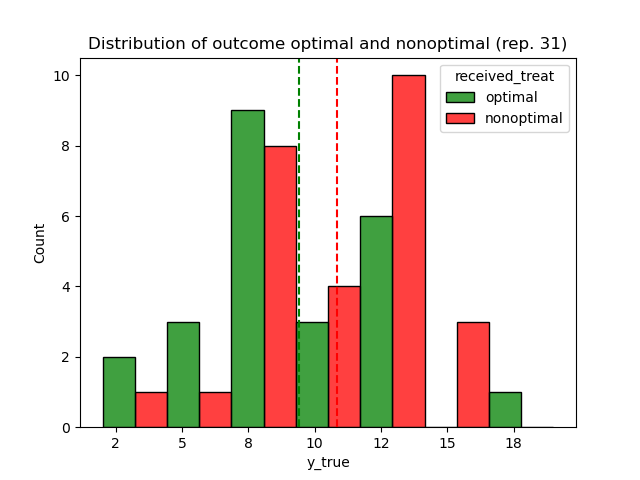 Distribution of outcome optimal and nonoptimal (rep. 31)
received_treat
optimal
nonoptimal
Count
10
8
6
4
2
0
2 5 8 10 12 15 18
y_true